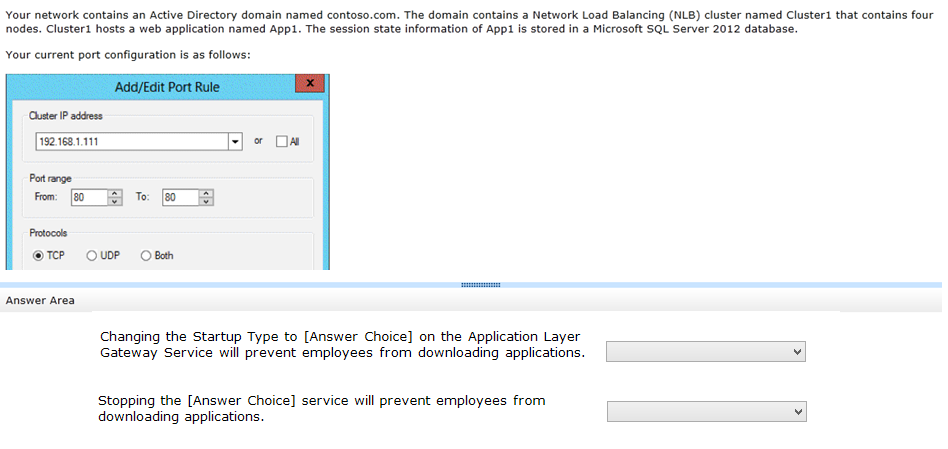 Your network contains an Active Directory domain named contoso.com. The domain contains a Network Load Balancing (NLB) cluster named Cluster1 that contains four
nodes. Cluster1 hosts a web application named App1. The session state information of App1 is stored in a Microsoft SQL Server 2012 database.
Your current port configuration is as follows:
Add/Edit Port Rule
x
Cluster IP address
192.168.1.111
or
All
Port range
From: 80 To: 80
Protocols
TCP UDP Both
Answer Area
Changing the Startup Type to [Answer Choice] on the Application Layer
Gateway Service will prevent employees from downloading applications.
Stopping the [Answer Choice] service will prevent employees from
downloading applications.